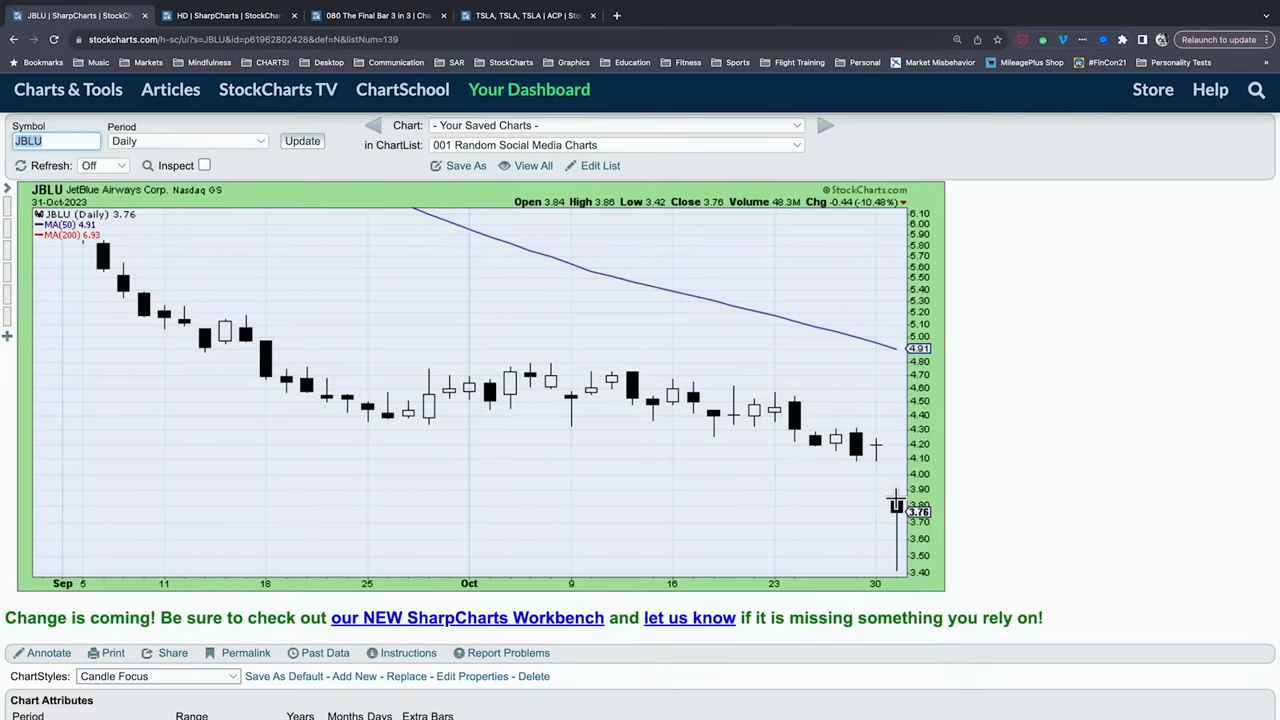 JBLU | SharpCharts | StockCh
HD | SharpCharts | StockChart
080 The Final Bar 3 in 3 | Char
TSLA, TSLA, TSLA | ACP | Sto
stockcharts.com/h-sc/ui?s=JBLU&id=p61962802428&def=N&listNum=139
Relaunch to update
Bookmarks Music Markets Mindfulness CHARTS! Desktop Communication SAR StockCharts Graphics Education Fitness Sports Flight Training Personal Market Misbehavior MileagePlus Shop #FinCon21 Personality Tests »
Charts & Tools Articles StockCharts TV ChartSchool Your Dashboard Store Help
Symbol Period
JBLU Daily Update
Chart: - Your Saved Charts -
in ChartList: 001 Random Social Media Charts
Refresh: Off Inspect
Save As View All Edit List
JBLU JetBlue Airways Corp. Nasdaq GS ©StockCharts.com
31-Oct-2023 Open 3.84 High 3.86 Low 3.42 Close 3.76 Volume 48.3M Chg -0.44 (-10.48%)
JBLU (Daily) 3.76
MA(50) 4.91
MA(200) 6.93
6.10
6.00
5.90
5.80
5.70
5.60
5.50
5.40
5.30
5.20
5.10
5.00
4.91
4.80
4.70
4.60
4.50
4.40
4.30
4.20
4.10
4.00
3.90
3.80
3.76
3.70
3.60
3.50
3.40
Sep 5 11 18 25 Oct 9 16 23 30
Change is coming! Be sure to check out our NEW SharpCharts Workbench and let us know if it is missing something you rely on!
Annotate Print Share Permalink Past Data Instructions Report Problems
ChartStyles: Candle Focus Save As Default - Add New - Replace - Edit Properties - Delete
Chart Attributes
Period Range Years Months Days Extra Bars